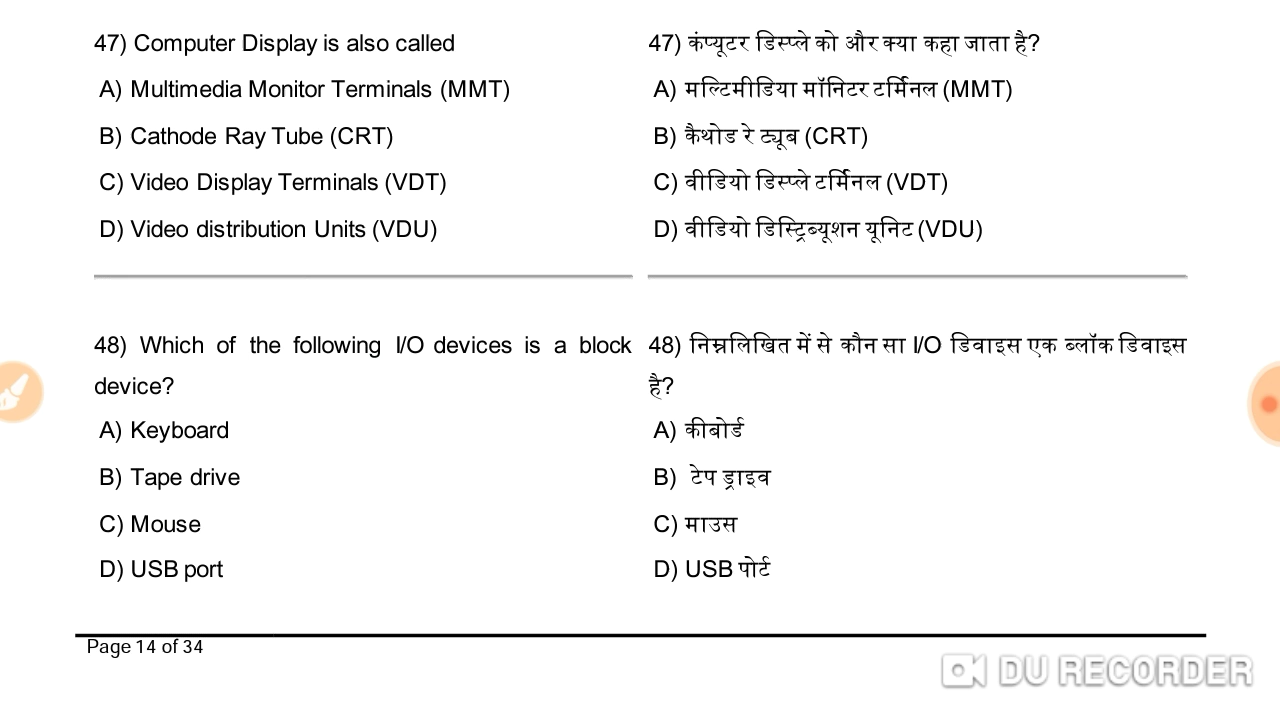 47) Computer Display is also called
A) Multimedia Monitor Terminals (MMT)
B) Cathode Ray Tube (CRT)
C) Video Display Terminals (VDT)
D) Video distribution Units (VDU)
48) Which of the following I/O devices is a block
device?
A) Keyboard
B) Tape drive
C) Mouse
D) USB port
47) कंप्यूटर डिस्प्ले को और क्या कहा जाता है?
A) मल्टिमीडिया मॉनिटर टर्मिनल (MMT)
B) कैथोड रे ट्यूब (CRT)
C) वीडियो डिस्प्ले टर्मिनल (VDT)
D) वीडियो डिस्ट्रिब्यूशन यूनिट (VDU)
48) निम्नलिखित में से कौन सा I/O डिवाइस एक ब्लॉक डिवाइस
है?
A) कीबोर्ड
B) टेप ड्राइव
C) माउस
D) USB पोर्ट
Page 14 of 34
DU RECORDER